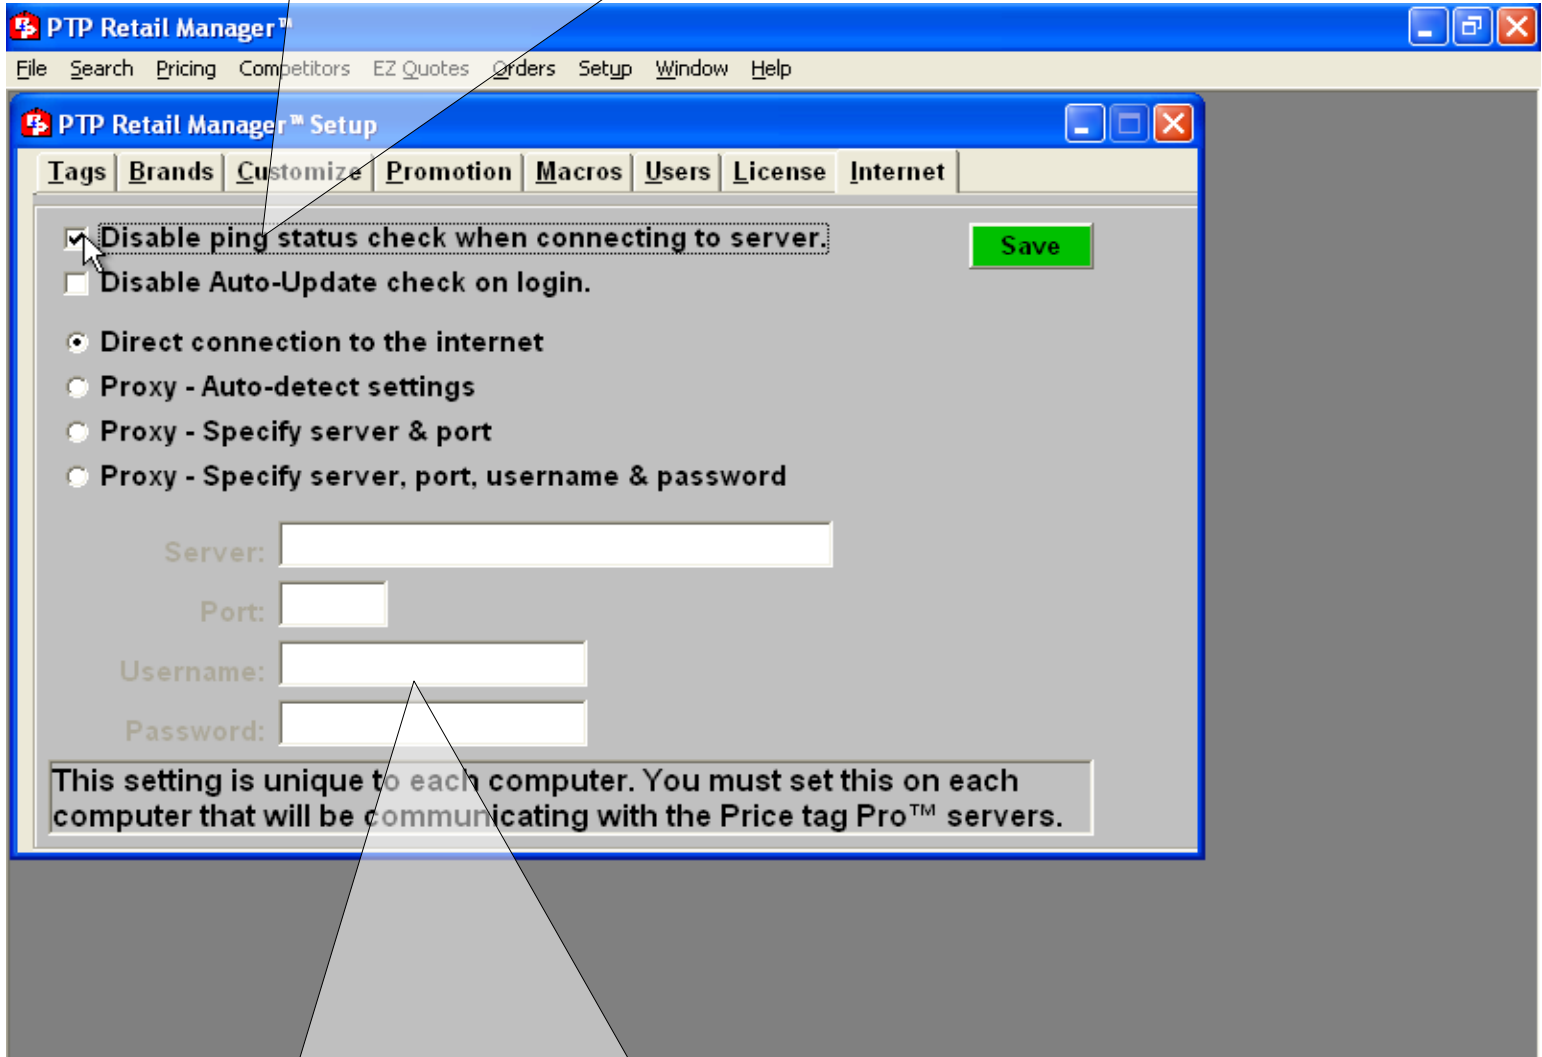 PTP Retail Manager™
File Search Pricing Competitors EZ Quotes Orders Setup Window Help
PTP Retail Manager™ Setup
Tags Brands Customize Promotion Macros Users License Internet
Disable ping status check when connecting to server.
Save
Disable Auto-Update check on login.
Direct connection to the internet
Proxy - Auto-detect settings
Proxy - Specify server & port
Proxy - Specify server, port, username & password
Server:
Port:
Username:
Password:
This setting is unique to each computer. You must set this on each
computer that will be communicating with the Price tag Pro™ servers.